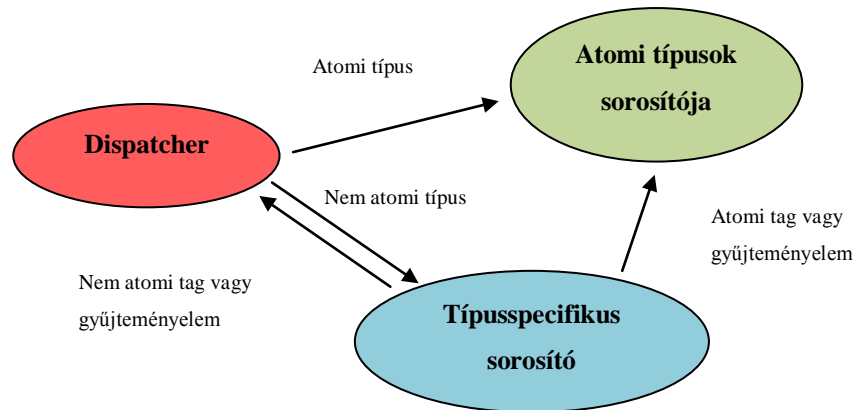 Atomi típusok
sorosítója
Atomi típus
Dispatcher
Nem atomi típus
Atomi tag vagy
gyűjteményelem
Nem atomi tag vagy
gyűjteményelem
Típusspecifikus
sorosító